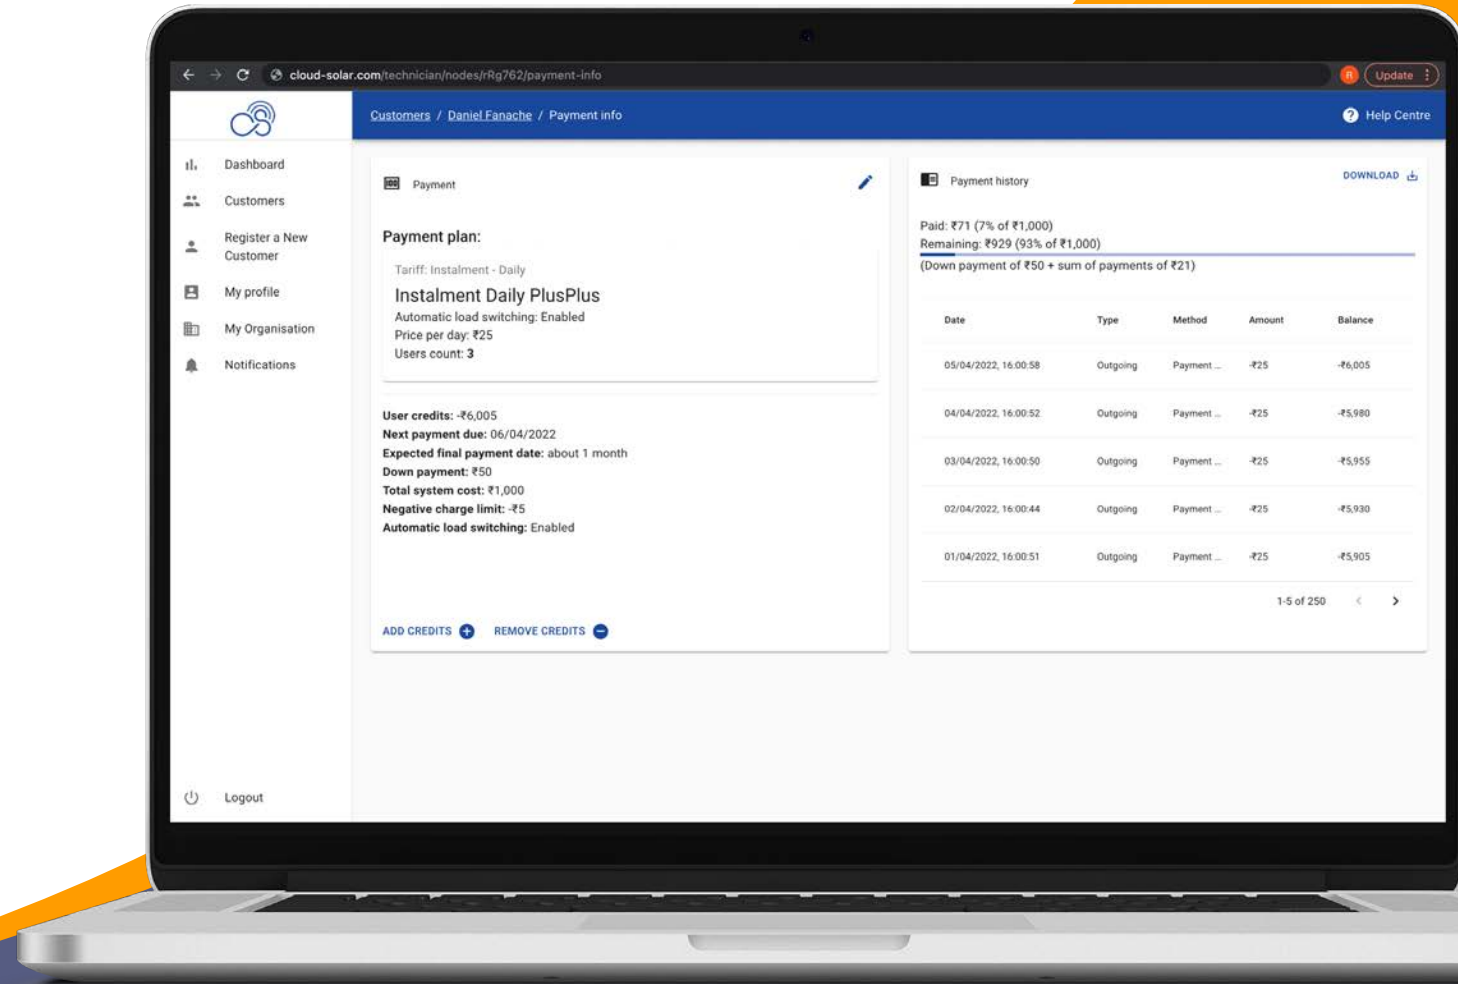 cloud-solar.com/technician/nodes/rRg762/payment-info
R
Update
Customers / Daniel Fanache / Payment info
? Help Centre
Dashboard
Customers
Register a New
Customer
My profile
My Organisation
Notifications
Logout
Payment
Payment plan:
Tariff: Instalment - Daily
Instalment Daily PlusPlus
Automatic load switching: Enabled
Price per day: ₹25
Users count: 3
User credits: -₹6,005
Next payment due: 06/04/2022
Expected final payment date: about 1 month
Down payment: ₹50
Total system cost: ₹1,000
Negative charge limit: -₹5
Automatic load switching: Enabled
ADD CREDITS
REMOVE CREDITS
Payment history
DOWNLOAD
Paid: ₹71 (7% of ₹1,000)
Remaining: ₹929 (93% of ₹1,000)
(Down payment of ₹50 + sum of payments of ₹21)
Date Type Method Amount Balance
05/04/2022, 16:00:58 Outgoing Payment ... -₹25 -₹6,005
04/04/2022, 16:00:52 Outgoing Payment ... -₹25 -₹5,980
03/04/2022, 16:00:50 Outgoing Payment ... -₹25 -₹5,955
02/04/2022, 16:00:44 Outgoing Payment ... -₹25 -₹5,930
01/04/2022, 16:00:51 Outgoing Payment ... -₹25 -₹5,905
1-5 of 250